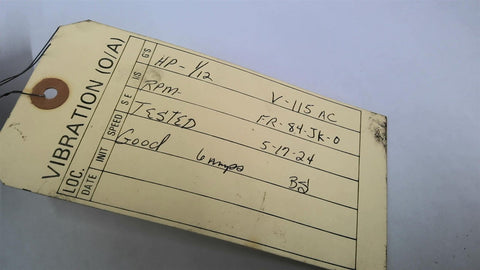 VIBRATION (O/A)
LOC. I/S S E G'S
DATE INIT SPEED
HP- 1/12 V-115 AC
RPM- FR-84-JK-0
TESTED 5-17-24
Good